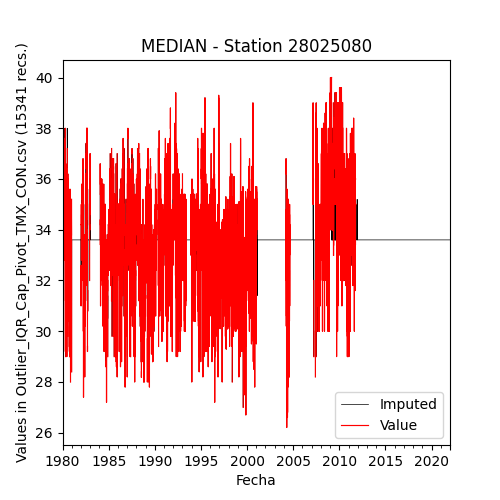 MEDIAN - Station 28025080
Values in Outlier_IQR_Cap_Pivot_TMX_CON.csv (15341 recs.)
40
38
36
34
32
30
28
26
1980 1985 1990 1995 2000 2005 2010 2015 2020
Fecha
Imputed
Value